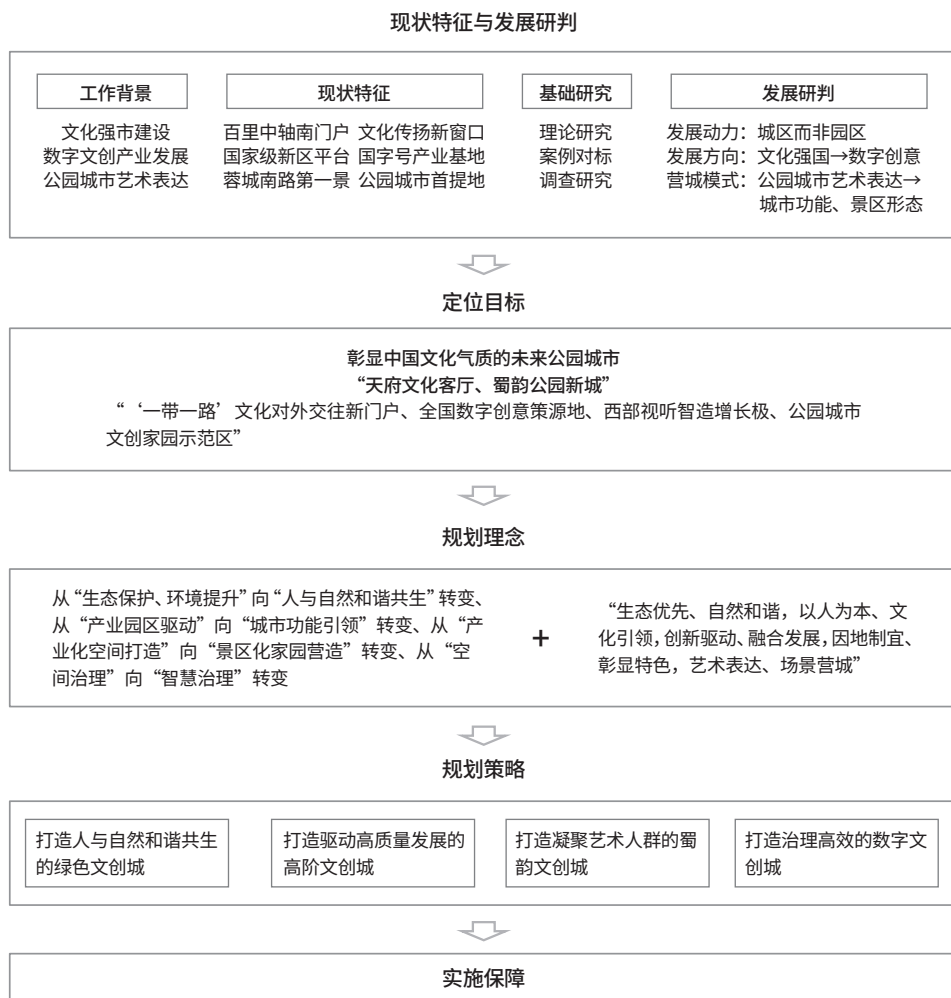 现状特征与发展研判
工作背景
文化强市建设
数字文创产业发展
公园城市艺术表达
现状特征
百里中轴南门户 文化传扬新窗口
国家级新区平台 国字号产业基地
蓉城南路第一景 公园城市首提地
基础研究
理论研究
案例对标
调查研究
发展研判
发展动力：城区而非园区
发展方向：文化强国→数字创意
营城模式：公园城市艺术表达→
城市功能、景区形态
定位目标
彰显中国文化气质的未来公园城市
“天府文化客厅、蜀韵公园新城”
“‘一带一路’文化对外交往新门户、全国数字创意策源地、西部视听智造增长极、公园城市
文创家园示范区”
规划理念
从“生态保护、环境提升”向“人与自然和谐共生”转变、
从“产业园区驱动”向“城市功能引领”转变、从“产
业化空间打造”向“景区化家园营造”转变、从“空
间治理”向“智慧治理”转变
+
“生态优先、自然和谐，以人为本、文
化引领，创新驱动、融合发展，因地制宜、
彰显特色，艺术表达、场景营城”
规划策略
打造人与自然和谐共生
的绿色文创城
打造驱动高质量发展的
高阶文创城
打造凝聚艺术人群的蜀
韵文创城
打造治理高效的数字文
创城
实施保障